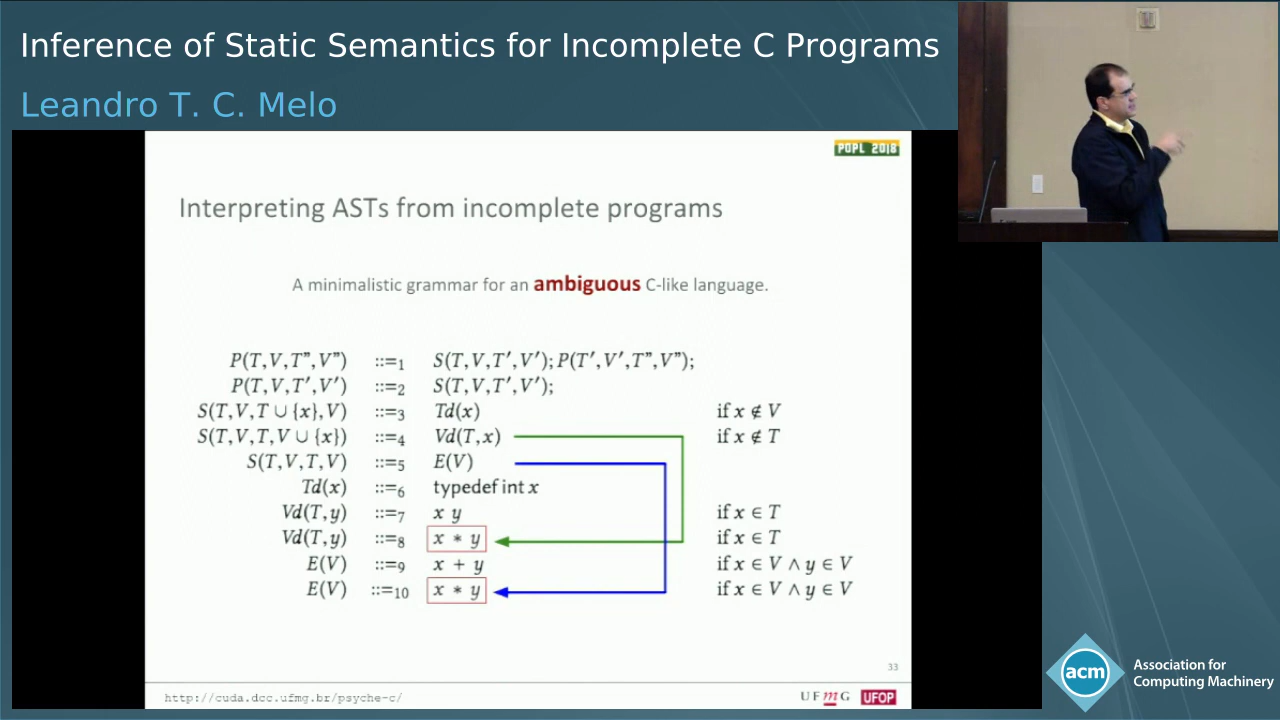 Inference of Static Semantics for Incomplete C Programs
Leandro T. C. Melo
POPL 2018
Interpreting ASTs from incomplete programs
A minimalistic grammar for an ambiguous C-like language.
P(T,V,T”,V”) ::=1 S(T,V,T′,V′); P(T′,V′,T”,V”);
P(T,V,T′,V′) ::=2 S(T,V,T′,V′);
S(T,V,T ∪ {x},V) ::=3 Td(x) if x ∉ V
S(T,V,T,V ∪ {x}) ::=4 Vd(T,x) if x ∉ T
S(T,V,T,V) ::=5 E(V)
Td(x) ::=6 typedef int x
Vd(T,y) ::=7 x y if x ∈ T
Vd(T,y) ::=8 x * y if x ∈ T
E(V) ::=9 x + y if x ∈ V ∧ y ∈ V
E(V) ::=10 x * y if x ∈ V ∧ y ∈ V
33
http://cuda.dcc.ufmg.br/psyche-c/
UFmG UFOP
acm Association for
Computing Machinery